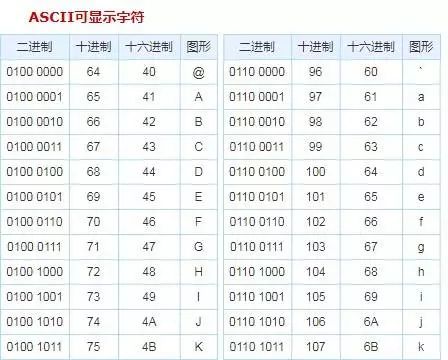 ASCII可显示字符
二进制 十进制 十六进制 图形 二进制 十进制 十六进制 图形
0100 0000 64 40 @ 0110 0000 96 60 `
0100 0001 65 41 A 0110 0001 97 61 a
0100 0010 66 42 B 0110 0010 98 62 b
0100 0011 67 43 C 0110 0011 99 63 c
0100 0100 68 44 D 0110 0100 100 64 d
0100 0101 69 45 E 0110 0101 101 65 e
0100 0110 70 46 F 0110 0110 102 66 f
0100 0111 71 47 G 0110 0111 103 67 g
0100 1000 72 48 H 0110 1000 104 68 h
0100 1001 73 49 I 0110 1001 105 69 i
0100 1010 74 4A J 0110 1010 106 6A j
0100 1011 75 4B K 0110 1011 107 6B k